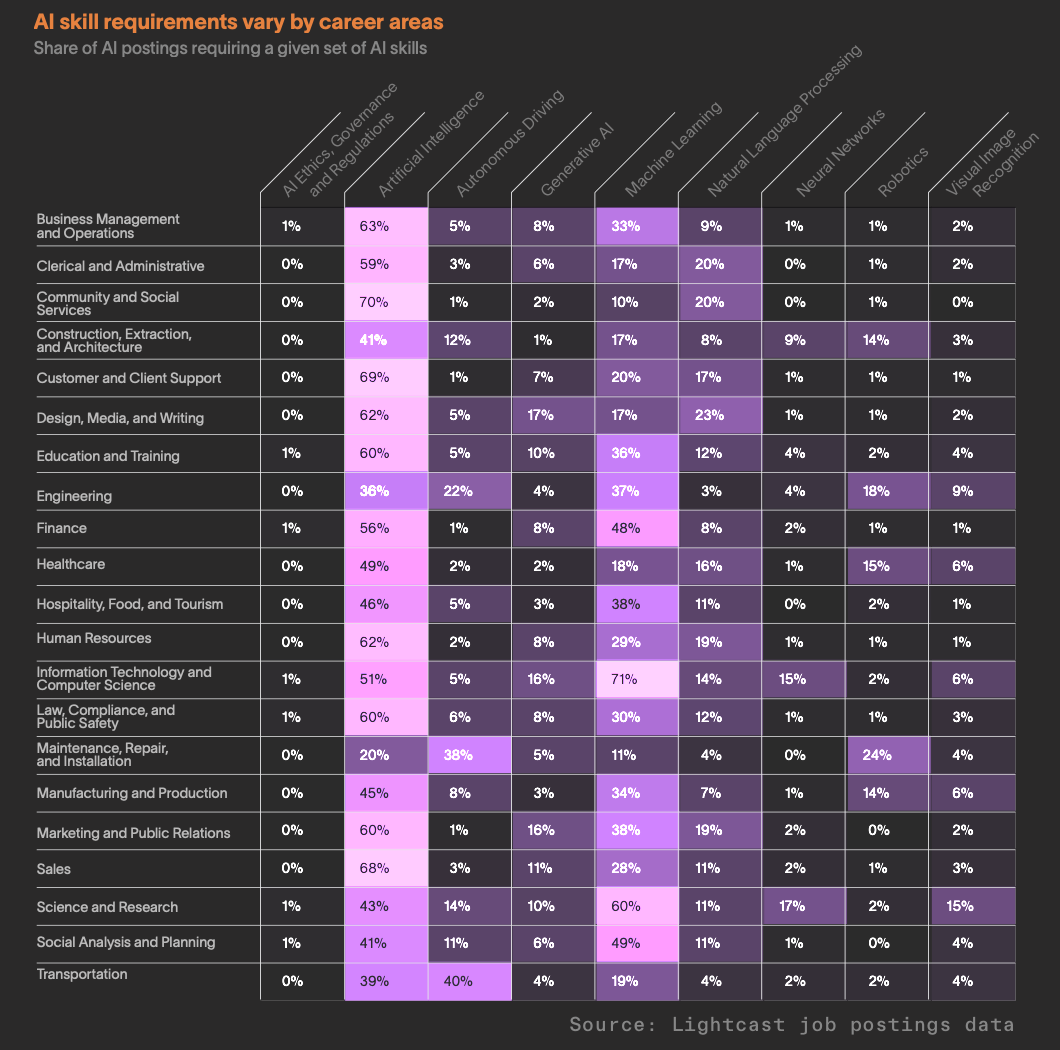 AI skill requirements vary by career areas
Share of AI postings requiring a given set of AI skills
AI Ethics, Governance
and Regulations
Artificial Intelligence
Autonomous Driving
Generative AI
Machine Learning
Natural Language Processing
Neural Networks
Robotics
Visual Image
Recognition
Business Management
and Operations
1% 63% 5% 8% 33% 9% 1% 1% 2%
Clerical and Administrative 0% 59% 3% 6% 17% 20% 0% 1% 2%
Community and Social
Services
0% 70% 1% 2% 10% 20% 0% 1% 0%
Construction, Extraction,
and Architecture
0% 41% 12% 1% 17% 8% 9% 14% 3%
Customer and Client Support 0% 69% 1% 7% 20% 17% 1% 1% 1%
Design, Media, and Writing 0% 62% 5% 17% 17% 23% 1% 1% 2%
Education and Training 1% 60% 5% 10% 36% 12% 4% 2% 4%
Engineering 0% 36% 22% 4% 37% 3% 4% 18% 9%
Finance 1% 56% 1% 8% 48% 8% 2% 1% 1%
Healthcare 0% 49% 2% 2% 18% 16% 1% 15% 6%
Hospitality, Food, and Tourism 0% 46% 5% 3% 38% 11% 0% 2% 1%
Human Resources 0% 62% 2% 8% 29% 19% 1% 1% 1%
Information Technology and
Computer Science
1% 51% 5% 16% 71% 14% 15% 2% 6%
Law, Compliance, and
Public Safety
1% 60% 6% 8% 30% 12% 1% 1% 3%
Maintenance, Repair,
and Installation
0% 20% 38% 5% 11% 4% 0% 24% 4%
Manufacturing and Production 0% 45% 8% 3% 34% 7% 1% 14% 6%
Marketing and Public Relations 0% 60% 1% 16% 38% 19% 2% 0% 2%
Sales 0% 68% 3% 11% 28% 11% 2% 1% 3%
Science and Research 1% 43% 14% 10% 60% 11% 17% 2% 15%
Social Analysis and Planning 1% 41% 11% 6% 49% 11% 1% 0% 4%
Transportation 0% 39% 40% 4% 19% 4% 2% 2% 4%
Source: Lightcast job postings data